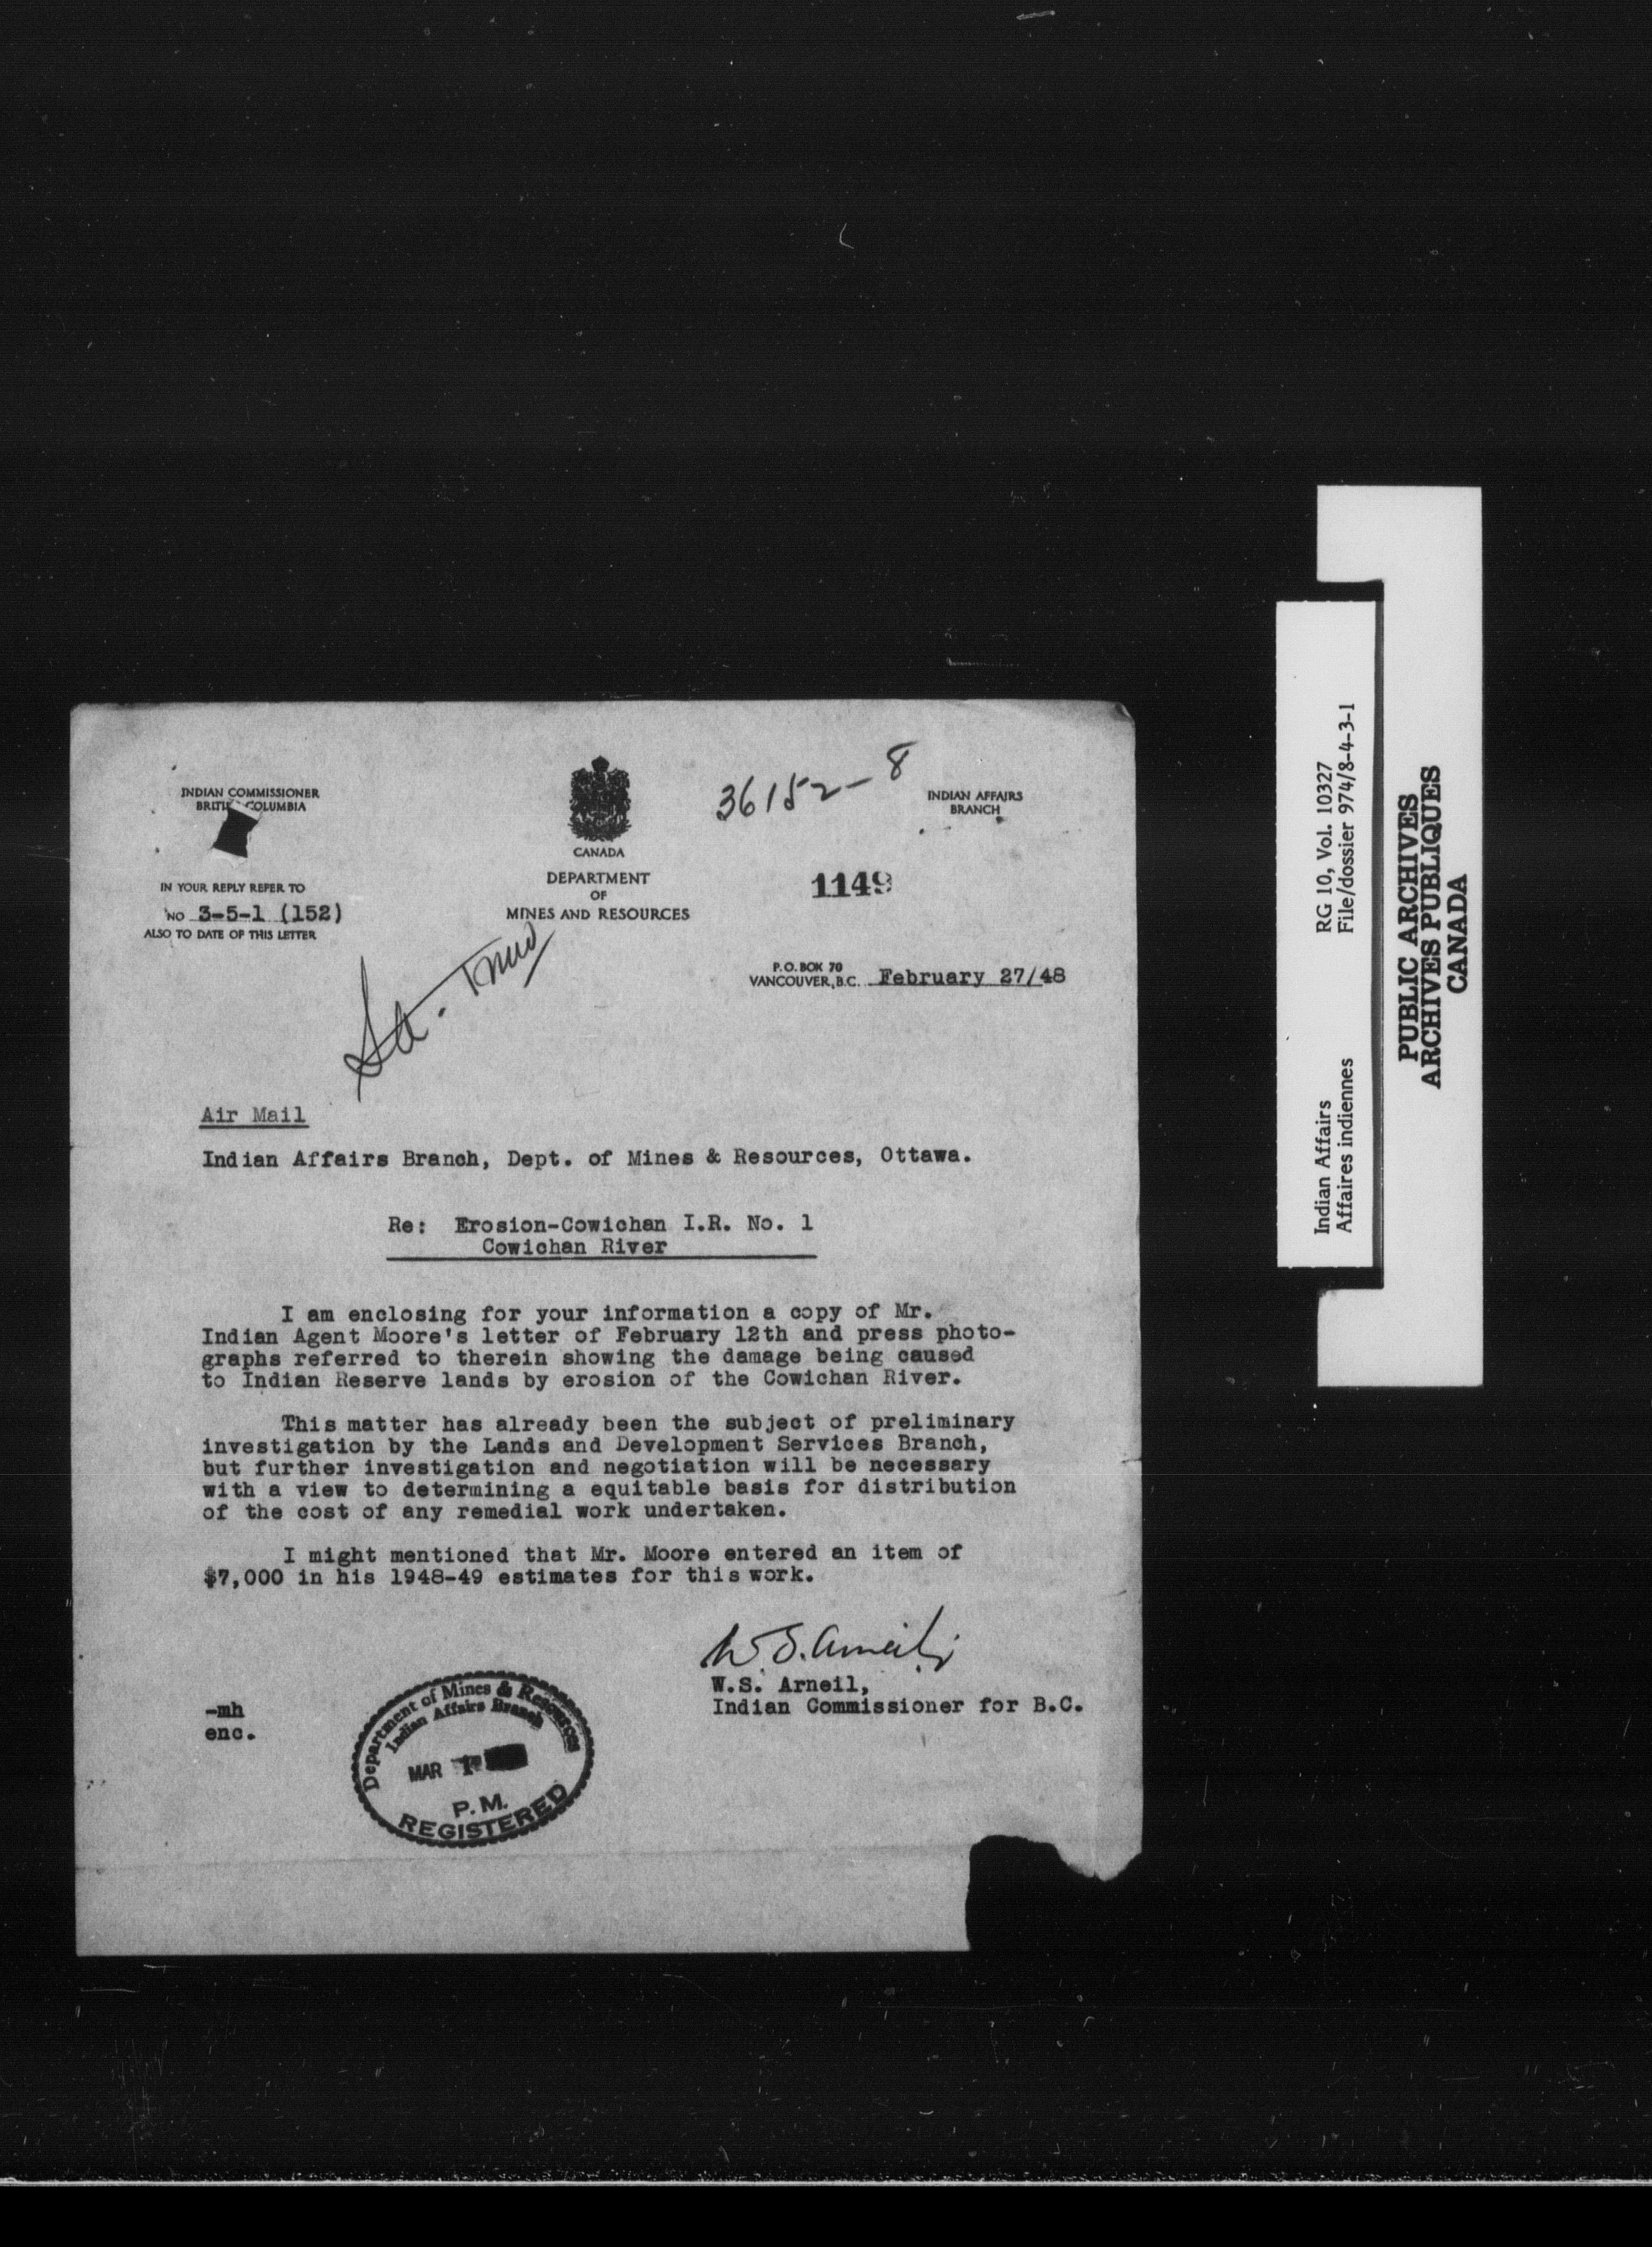 INDIAN COMMISSIONER
BRITI COLUMBIA
IN YOUR REPLY REFER TO
NO 3-5-1 (152)
ALSO TO DATE OF THIS LETTER
CANADA
DEPARTMENT
OF
MINES AND RESOURCES
36152-8
INDIAN AFFAIRS
BRANCH
1149
P.O. BOX 70
VANCOUVER, B.C. February 27/48
Air Mail
Indian Affairs Branch, Dept. of Mines & Resources, Ottawa.
Re: Erosion-Cowichan I.R. No. 1
Cowichan River
I am enclosing for your information a copy of Mr.
Indian Agent Moore's letter of February 12th and press photo-
graphs referred to therein showing the damage being caused
to Indian Reserve lands by erosion of the Cowichan River.
This matter has already been the subject of preliminary
investigation by the Lands and Development Services Branch,
but further investigation and negotiation will be necessary
with a view to determining a equitable basis for distribution
of the cost of any remedial work undertaken.
I might mentioned that Mr. Moore entered an item of
$7,000 in his 1948-49 estimates for this work.
W.S. Arneil
W.S. Arneil,
Indian Commissioner for B.C.
-mh
enc.
Department of Mines & Resources
Indian Affairs Branch
MAR 1
P.M.
REGISTERED
Indian Affairs RG 10, Vol. 10327
Affaires indiennes File/dossier 974/8-4-3-1
PUBLIC ARCHIVES
ARCHIVES PUBLIQUES
CANADA